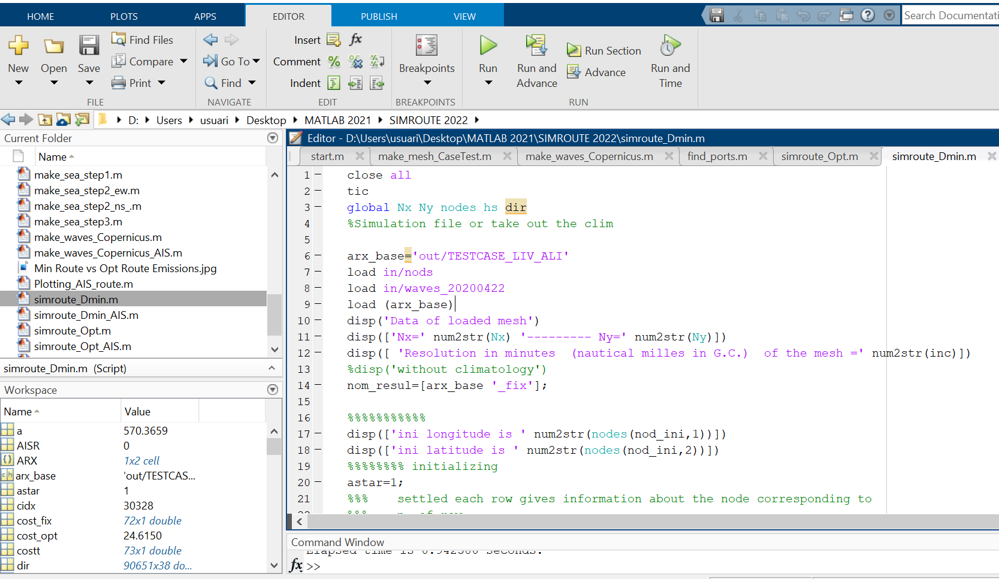 HOME PLOTS APPS EDITOR PUBLISH VIEW
Search Documentati
New
Open
Save
Find Files
Compare
Print
FILE
Go To
Find
NAVIGATE
Insert fx
Comment
Indent
EDIT
Breakpoints
BREAKPOINTS
Run
Run and
Advance
Run Section
Advance
Run and
Time
RUN
D: Users usuari Desktop MATLAB 2021 SIMROUTE 2022
Current Folder
Name
make_sea_step1.m
make_sea_step2_ew.m
make_sea_step2_ns_.m
make_sea_step3.m
make_waves_Copernicus.m
make_waves_Copernicus_AIS.m
Min Route vs Opt Route Emissions.jpg
Plotting_AIS_route.m
simroute_Dmin.m
simroute_Dmin_AIS.m
simroute_Opt.m
simroute_Opt_AIS.m
simroute_Dmin.m (Script)
Workspace
Name Value
a 570.3659
AISR 0
ARX 1x2 cell
arx_base 'out/TESTCAS...
astar 1
cidx 30328
cost_fix 72x1 double
cost_opt 24.6150
costt 73x1 double
dir 90651x38 do...
Editor - D:\Users\usuari\Desktop\MATLAB 2021\SIMROUTE 2022\simroute_Dmin.m
start.m make_mesh_CaseTest.m make_waves_Copernicus.m find_ports.m simroute_Opt.m simroute_Dmin.m
1 close all
2 tic
3 global Nx Ny nodes hs dir
4 %Simulation file or take out the clim
5
6 arx_base='out/TESTCASE_LIV_ALI'
7 load in/nods
8 load in/waves_20200422
9 load (arx_base)
10 disp('Data of loaded mesh')
11 disp(['Nx=' num2str(Nx) '--------- Ny=' num2str(Ny)])
12 disp([ 'Resolution in minutes  (nautical milles in G.C.)  of the mesh =' num2str(inc)])
13 %disp('without climatology')
14 nom_resul=[arx_base '_fix'];
15
16 %%%%%%%%%%%
17 disp(['ini longitude is ' num2str(nodes(nod_ini,1))])
18 disp(['ini latitude is ' num2str(nodes(nod_ini,2))])
19 %%%%%%%% initializing
20 astar=1;
21 %%%    settled each row gives information about the node corresponding to
Command Window
Elapsed time is 0.942580 seconds.
fx >>